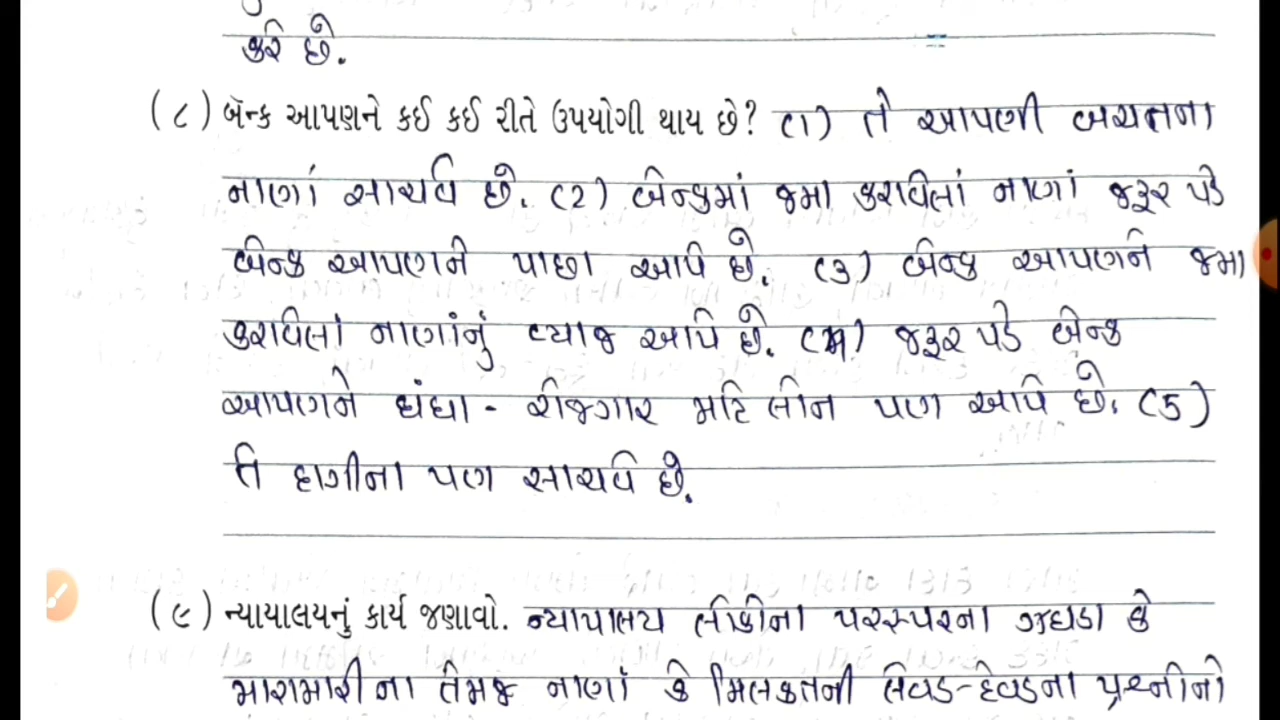 કરે છે.
(૮) બૅન્ક આપણને કઈ કઈ રીતે ઉપયોગી થાય છે? (1) તે આપણી બચતના
નાણાં સાચવે છે. (2) બેન્કમાં જમા કરાવેલાં નાણાં જરૂર પડે
બેન્ક આપણને પાછા આપે છે. (3) બેન્ક આપણને જમા
કરાવેલાં નાણાંનું વ્યાજ આપે છે. (4) જરૂર પડે બેન્ક
આપણને ધંધા - રોજગાર માટે લોન પણ આપે છે. (5)
તે દાગીના પણ સાચવે છે.
(૯) ન્યાયાલયનું કાર્ય જણાવો. ન્યાયાલય લોકોના પરસ્પરના ઝઘડા કે
મારામારીના તેમજ નાણાં કે મિલકતની લેવડ-દેવડના પ્રશ્નોનો